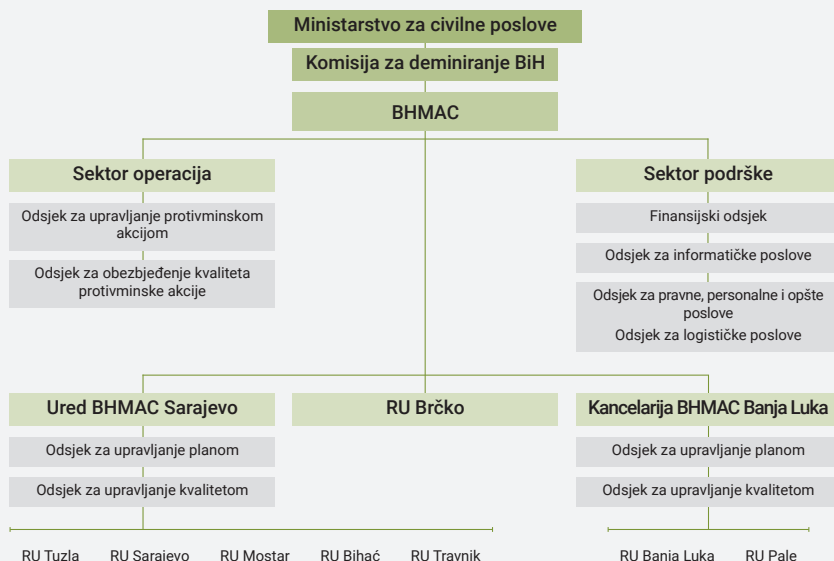 Ministarstvo za civilne poslove
Komisija za deminiranje BiH
BHMAC
Sektor operacija
Odsjek za upravljanje protivminskom
akcijom
Odsjek za obezbjeđenje kvaliteta
protivminske akcije
Sektor podrške
Finansijski odsjek
Odsjek za informatičke poslove
Odsjek za pravne, personalne i opšte
poslove
Odsjek za logističke poslove
Ured BHMAC Sarajevo
Odsjek za upravljanje planom
Odsjek za upravljanje kvalitetom
RU Tuzla RU Sarajevo RU Mostar RU Bihać RU Travnik
RU Brčko
Kancelarija BHMAC Banja Luka
Odsjek za upravljanje planom
Odsjek za upravljanje kvalitetom
RU Banja Luka RU Pale